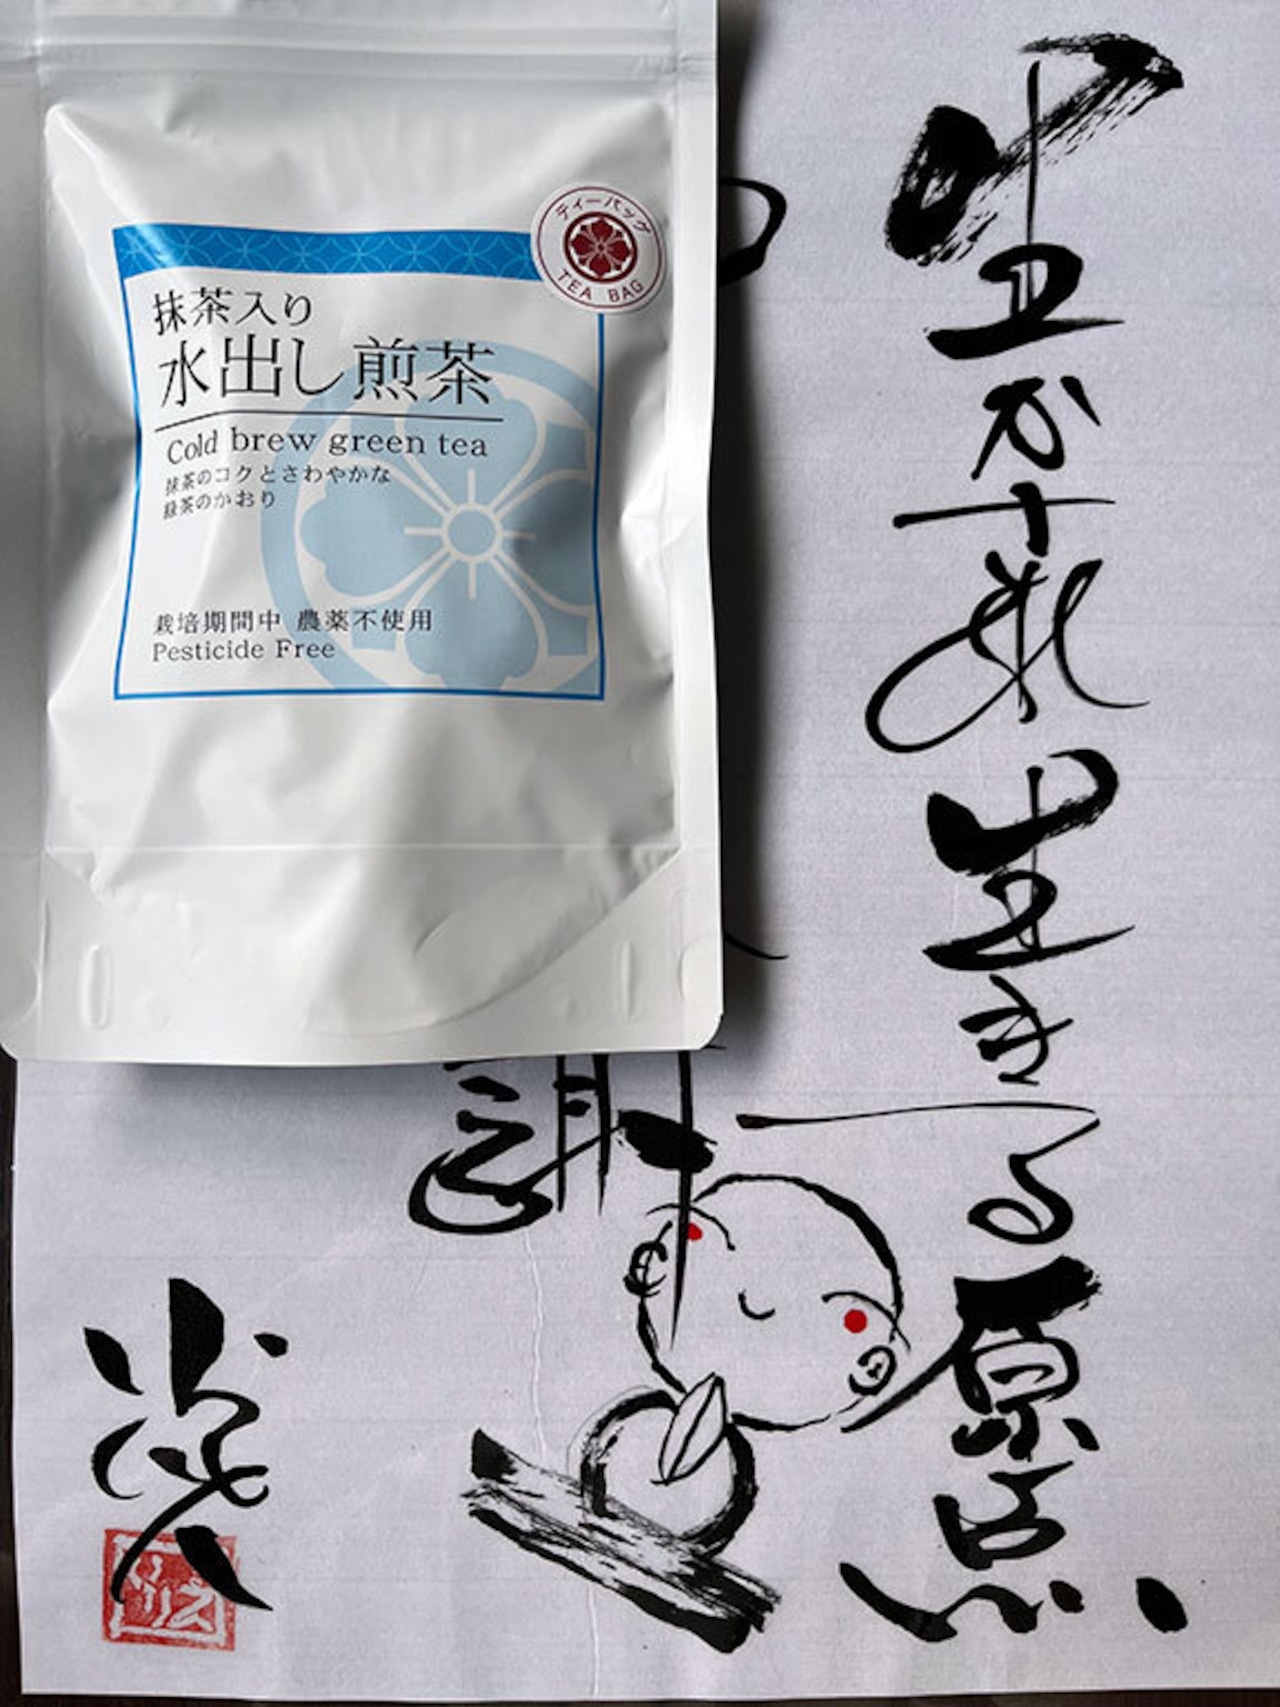 ティーバッグ
TEA BAG
抹茶入り
水出し煎茶
Cold brew green tea
抹茶のコクとさわやかな
緑茶のかおり
栽培期間中 農薬不使用
Pesticide Free
生かされ生きる原点